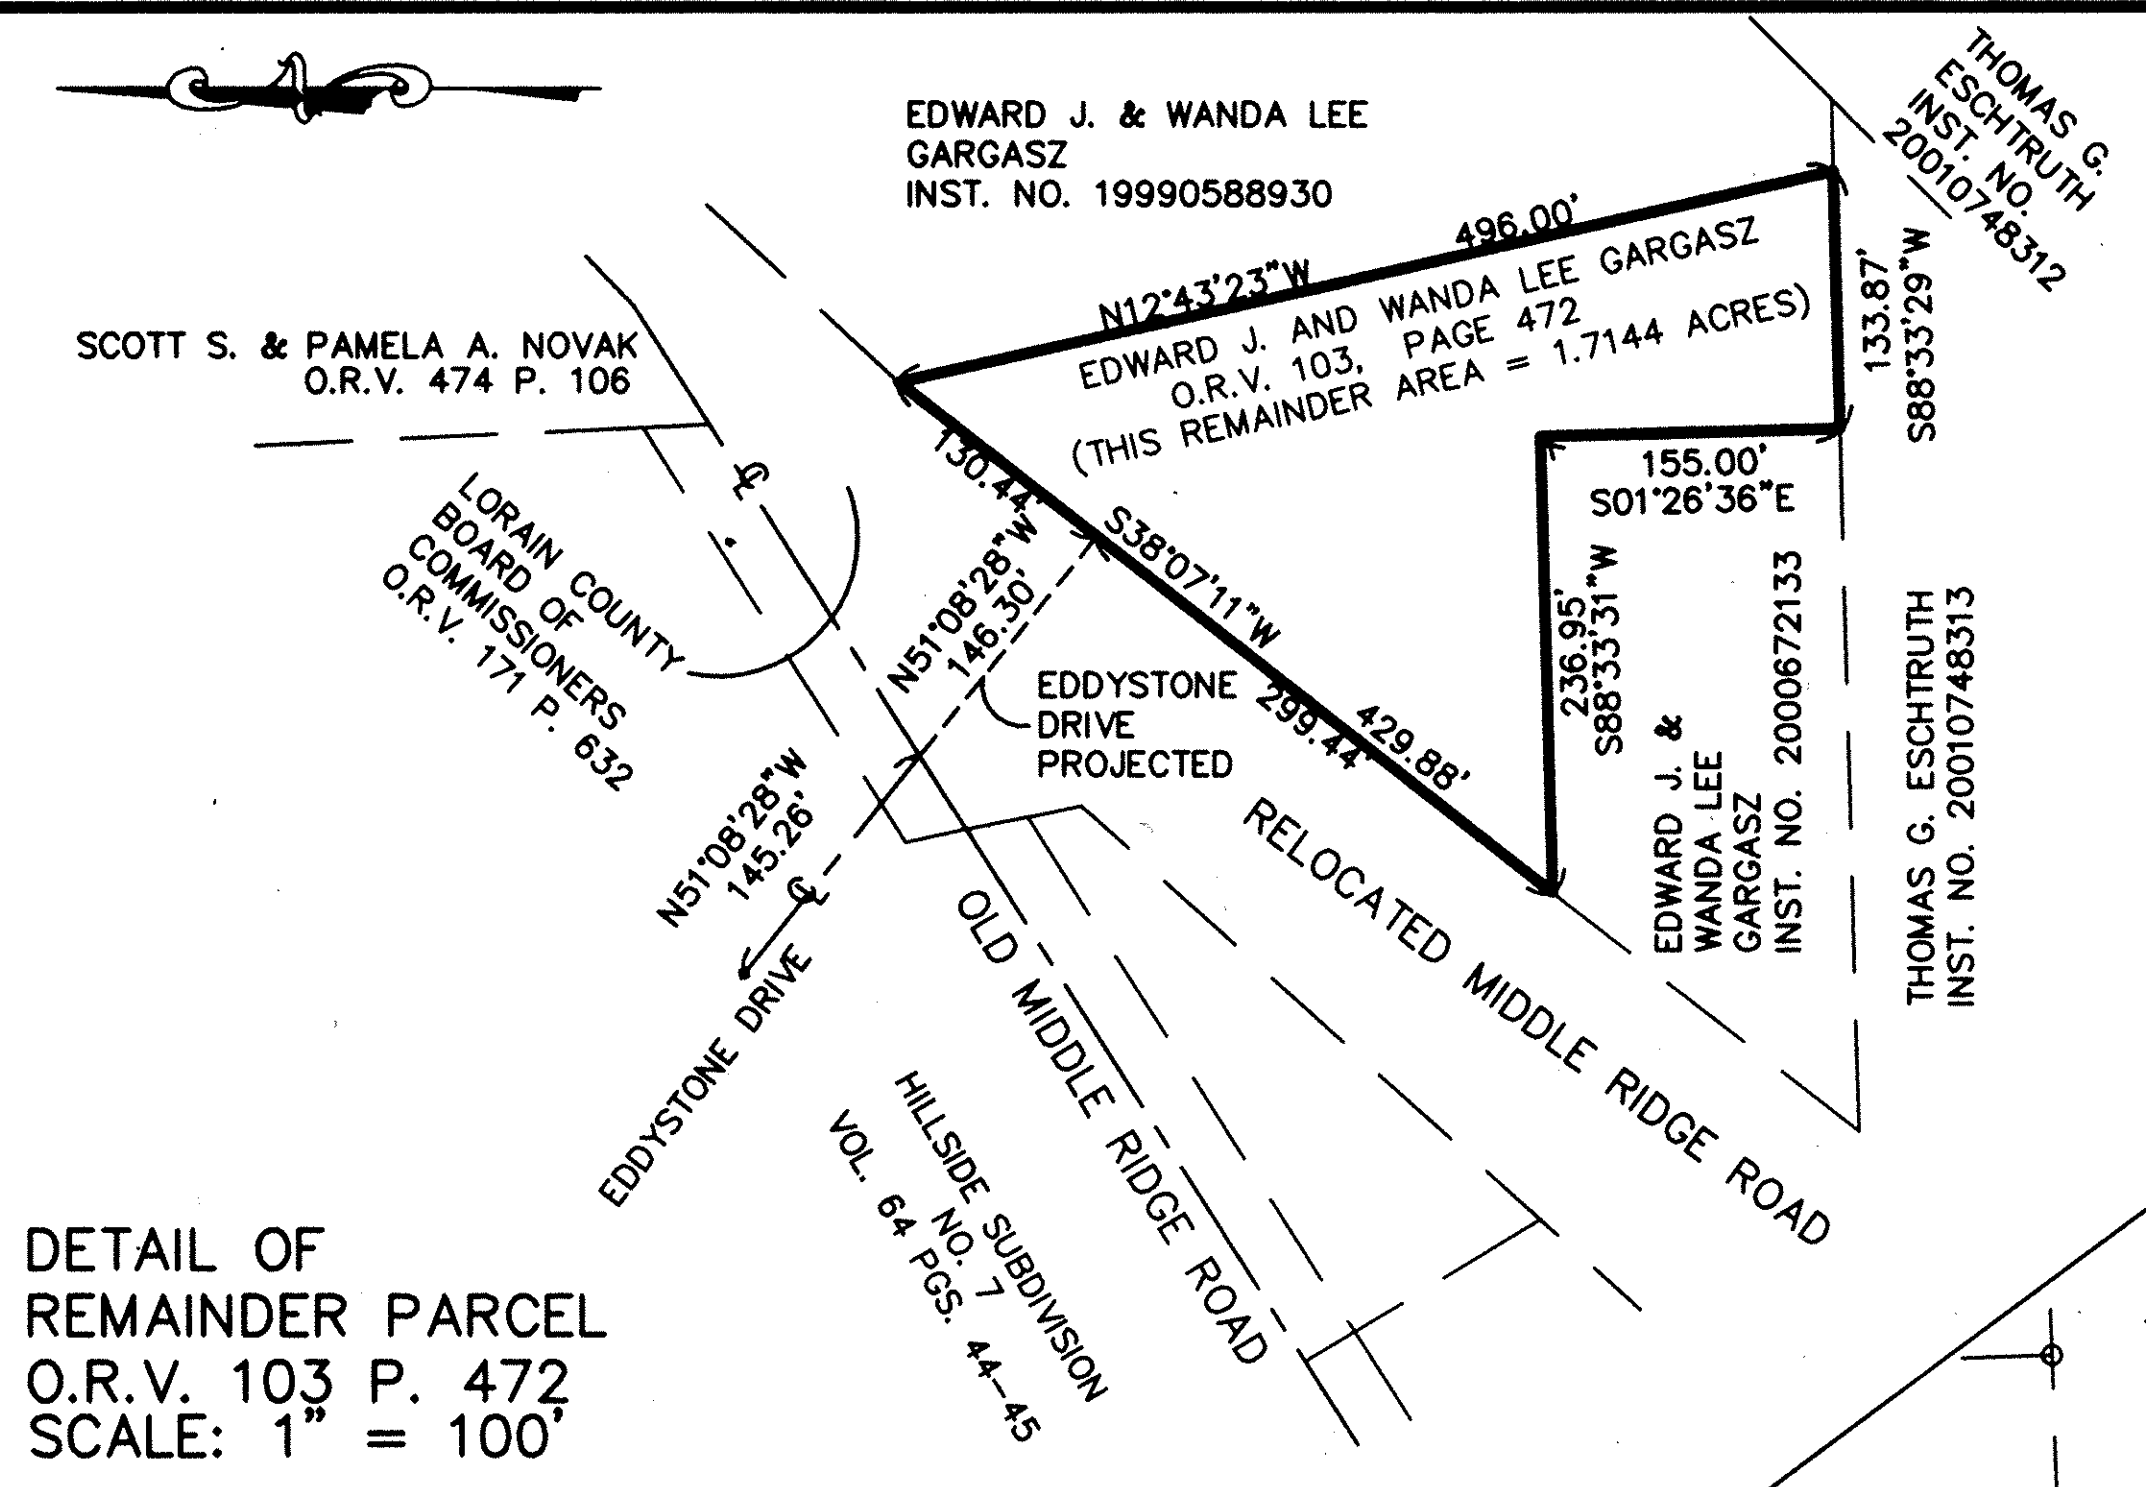 EDWARD J. & WANDA LEE
GARGASZ
INST. NO. 19990588930
THOMAS G.
ESCHTRUTH
INST. NO.
20010748312
SCOTT S. & PAMELA A. NOVAK
O.R.V. 474 P. 106
N12°43'23"W
496.00'
EDWARD J. AND WANDA LEE GARGASZ
O.R.V. 103, PAGE 472
(THIS REMAINDER AREA = 1.7144 ACRES)
133.87'
S88°33'29"W
155.00'
S01°26'36"E
236.95'
S88°33'31"W
EDWARD J. &
WANDA LEE
GARGASZ
INST. NO. 20000672133
THOMAS G. ESCHTRUTH
INST. NO. 20010748313
130.44'
S38°07'11"W
299.44'
429.88'
N51°08'28"W
146.30'
EDDYSTONE
DRIVE
PROJECTED
LORAIN COUNTY
BOARD OF
COMMISSIONERS
O.R.V. 171 P. 632
N51°08'28"W
145.26'
EDDYSTONE DRIVE
OLD MIDDLE RIDGE ROAD
RELOCATED MIDDLE RIDGE ROAD
HILLSIDE SUBDIVISION
NO. 7
VOL. 64 PGS. 44-45
DETAIL OF
REMAINDER PARCEL
O.R.V. 103 P. 472
SCALE: 1" = 100'